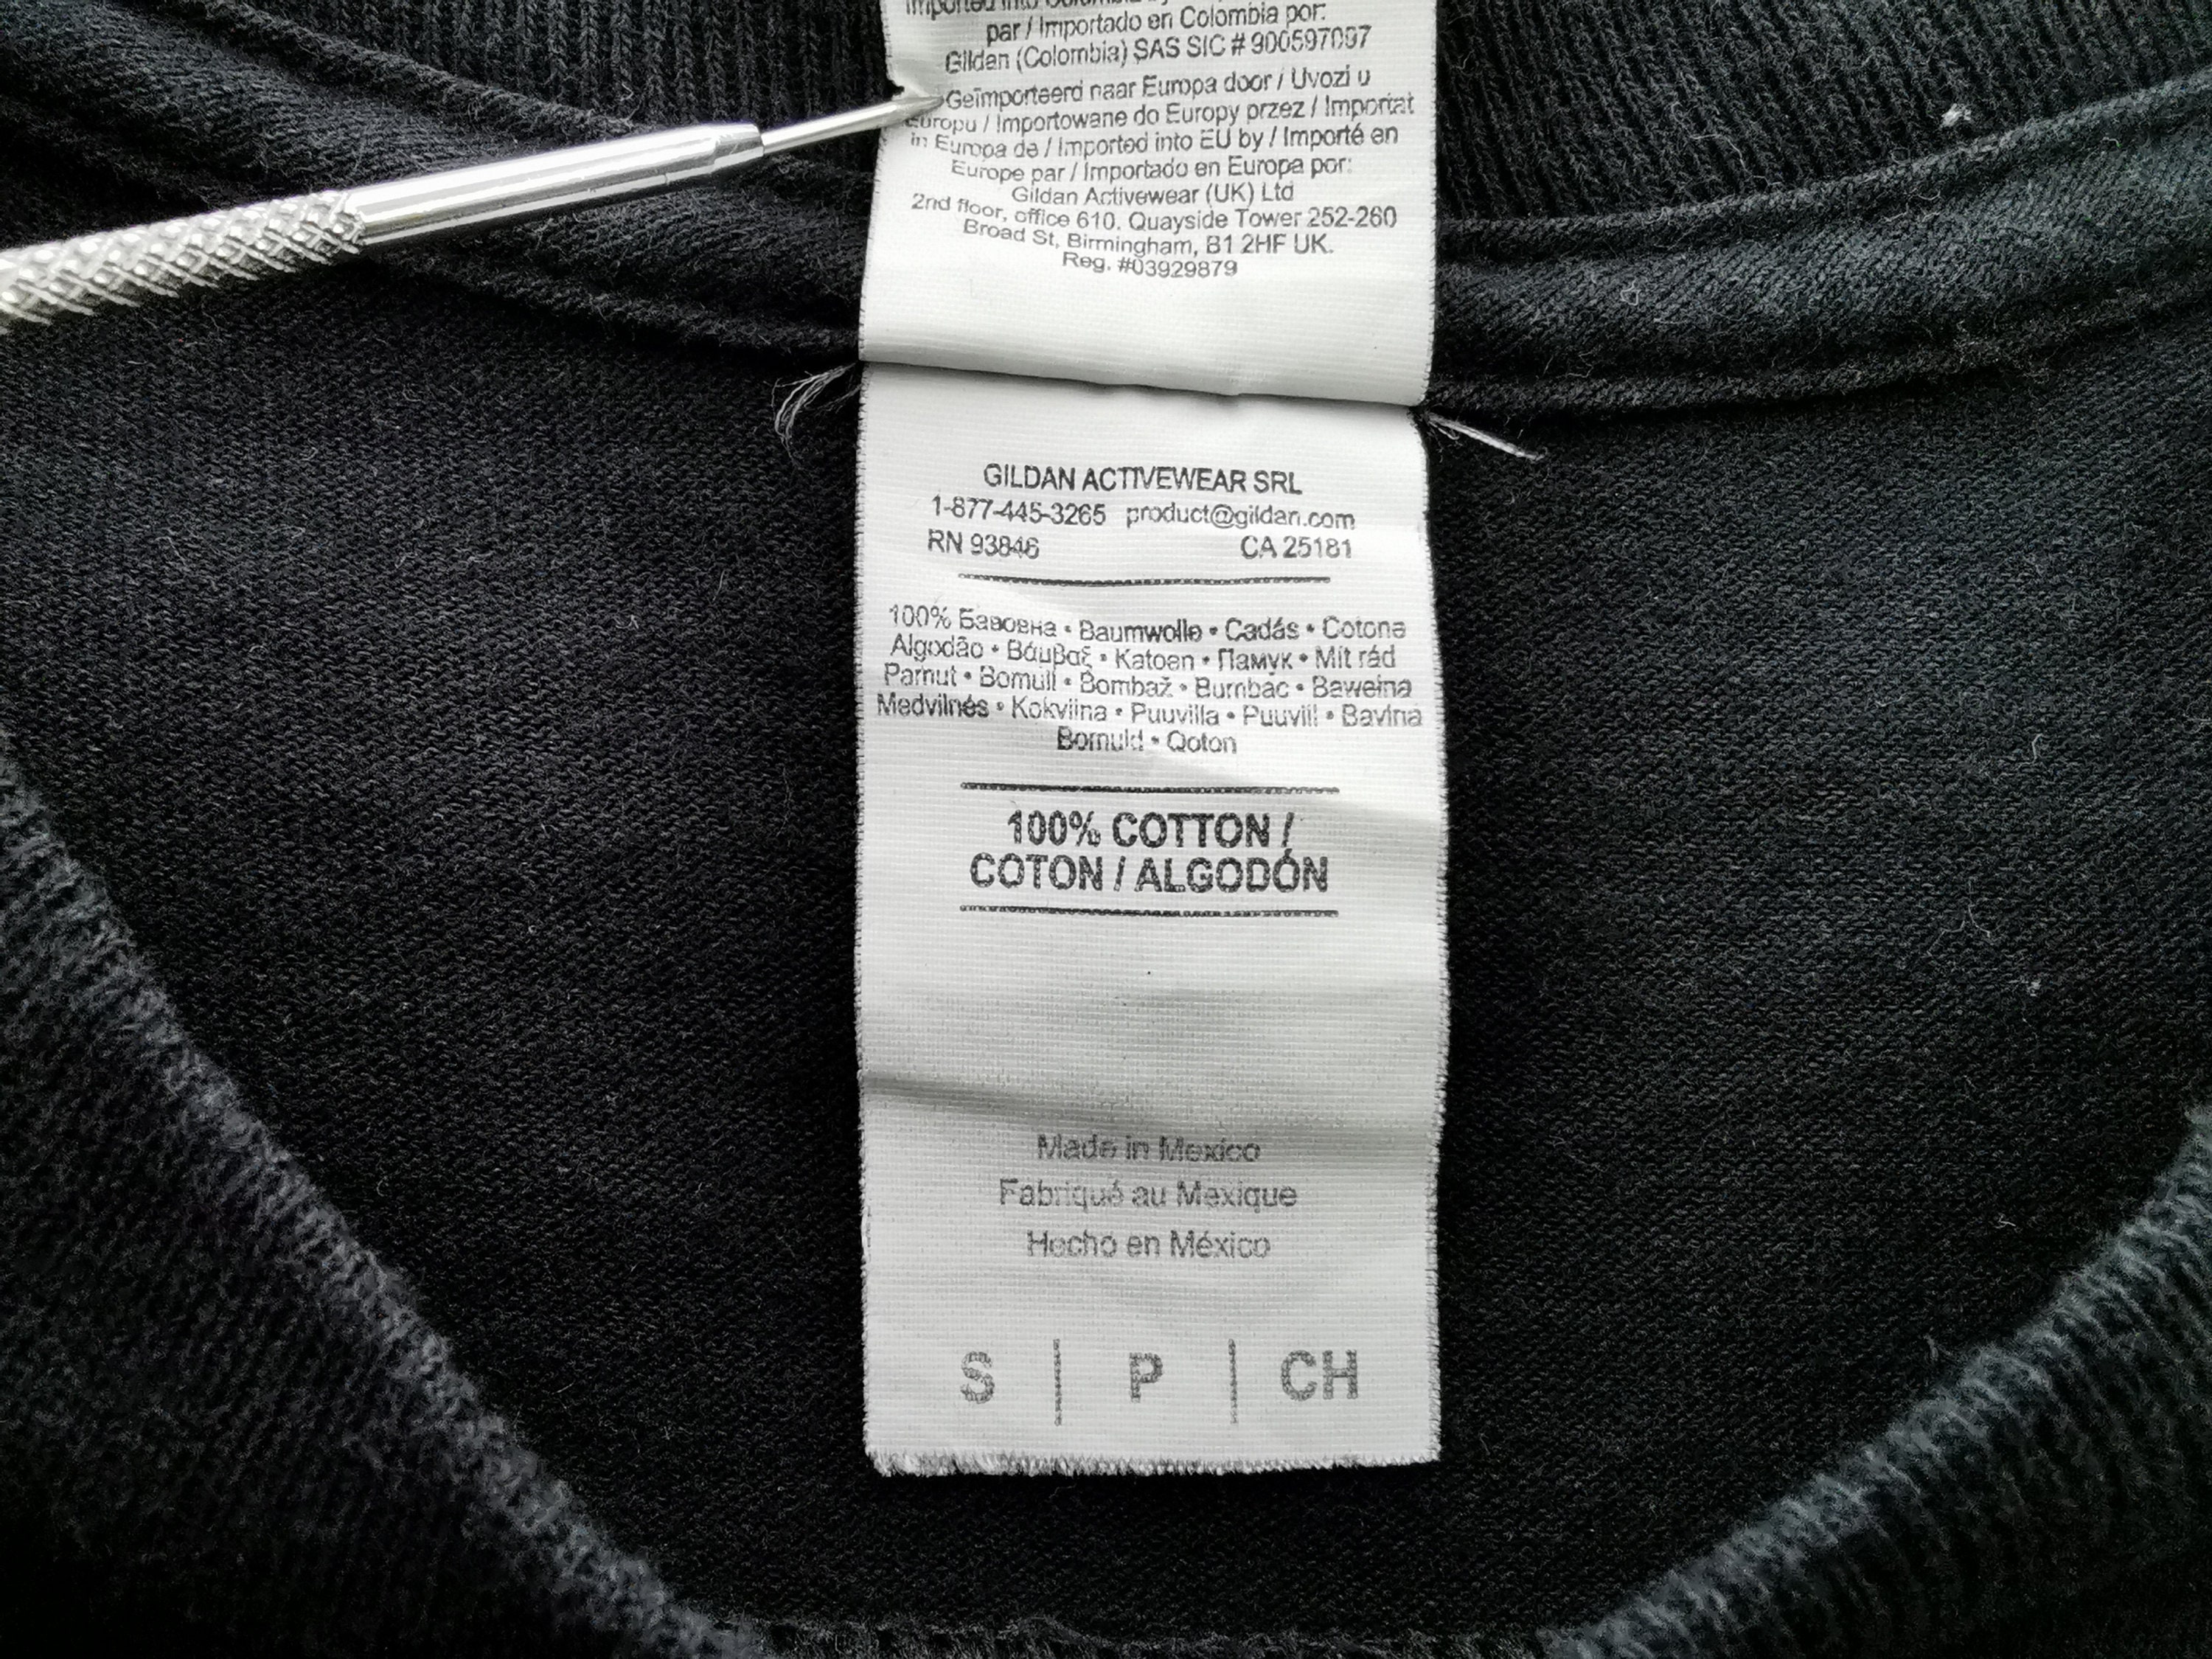 Imported into Colombia by
par / Importado en Colombia por:
Gildan (Colombia) SAS SIC # 900597097
Geïmporteerd naar Europa door / Uvozi u
Europu / Importowane do Europy przez / Importat
in Europa de / Imported into EU by / Importé en
Europe par / Importado en Europa por:
Gildan Activewear (UK) Ltd
2nd floor, office 610, Quayside Tower 252-260
Broad St, Birmingham, B1 2HF UK.
Reg. #03929879
GILDAN ACTIVEWEAR SRL
1-877-445-3265 product@gildan.com
RN 93846 CA 25181
100% Бавовна • Baumwolle • Cadás • Cotone
Algodão • Βάμβαξ • Katoen • Памук • Mít rád
Pamut • Bomull • Bombaž • Bumbac • Bawełna
Medvilnės • Kokvilna • Puuvilla • Puuvill • Bavlna
Bomuld • Qoton
100% COTTON /
COTON / ALGODÓN
Made in Mexico
Fabriqué au Mexique
Hecho en México
S | P | CH